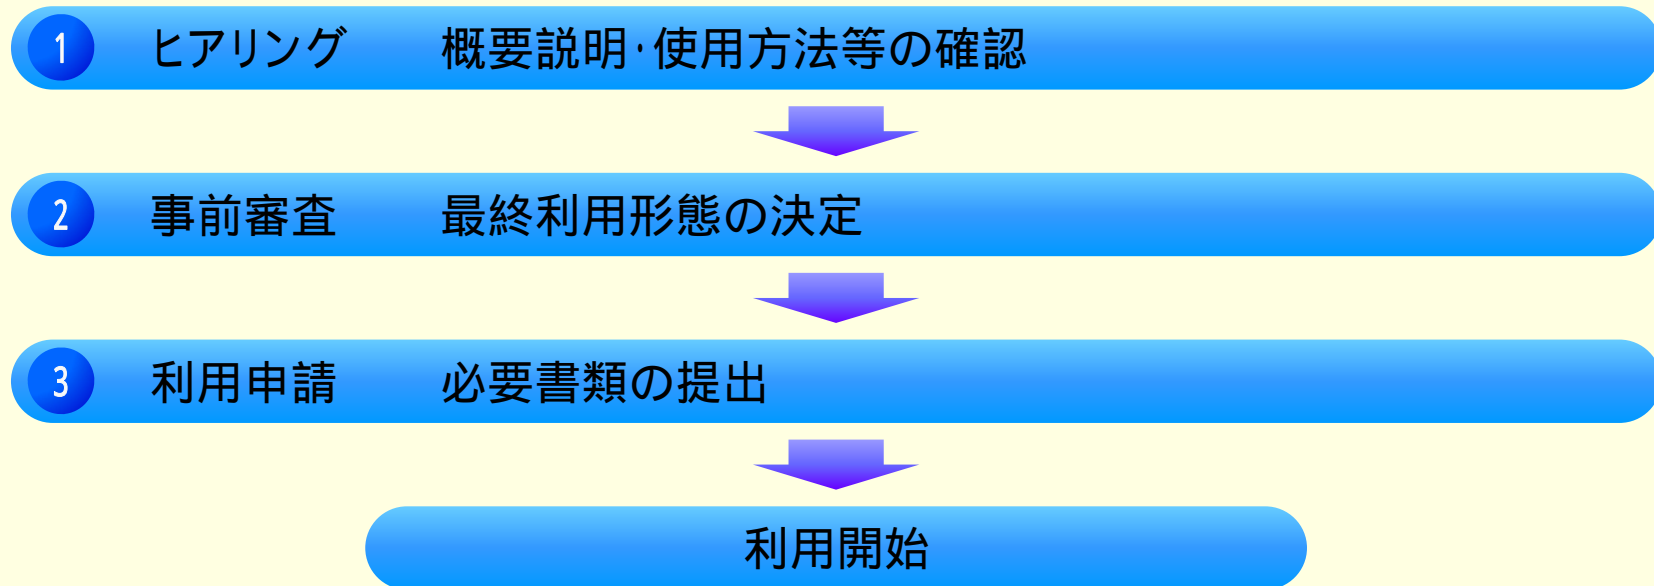 1 ヒアリング 概要説明・使用方法等の確認
2 事前審査 最終利用形態の決定
3 利用申請 必要書類の提出
利用開始